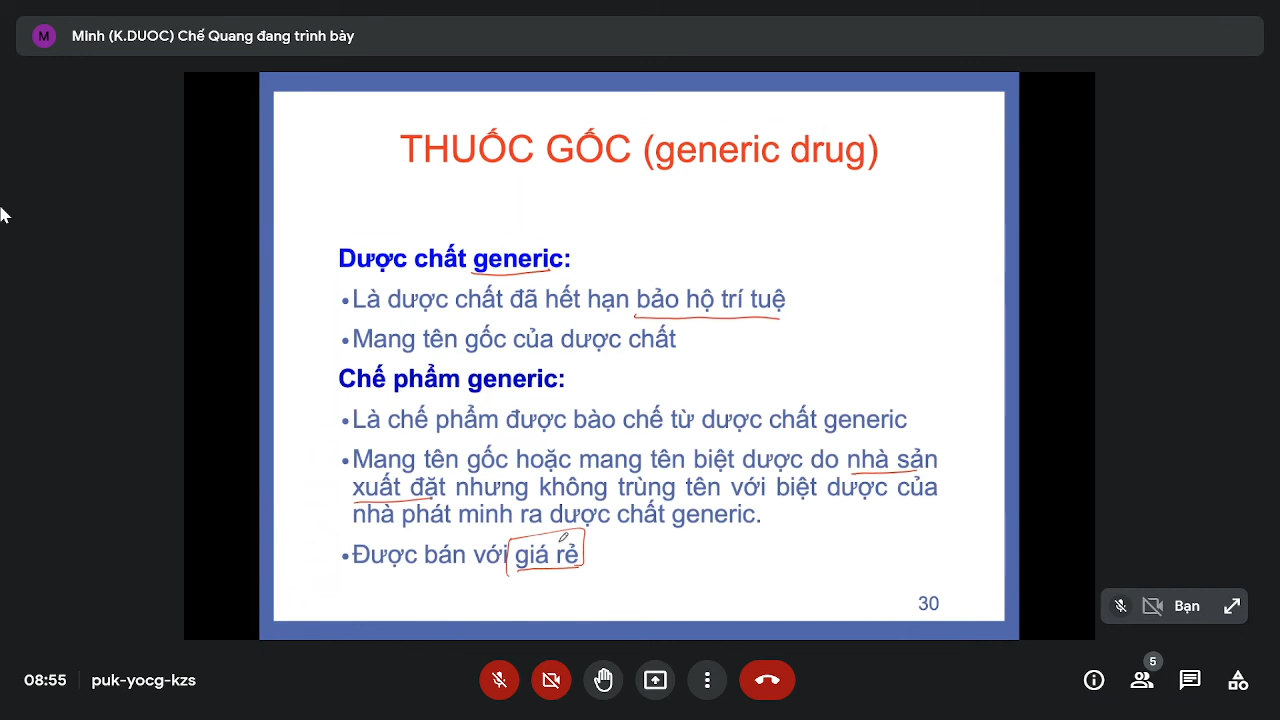 M
Minh (K.DUOC) Chế Quang đang trình bày
THUỐC GỐC (generic drug)
Dược chất generic:
•Là dược chất đã hết hạn bảo hộ trí tuệ
•Mang tên gốc của dược chất
Chế phẩm generic:
•Là chế phẩm được bào chế từ dược chất generic
•Mang tên gốc hoặc mang tên biệt dược do nhà sản
xuất đặt nhưng không trùng tên với biệt dược của
nhà phát minh ra dược chất generic.
•Được bán với giá rẻ
30
Bạn
08:55
puk-yocg-kzs
5